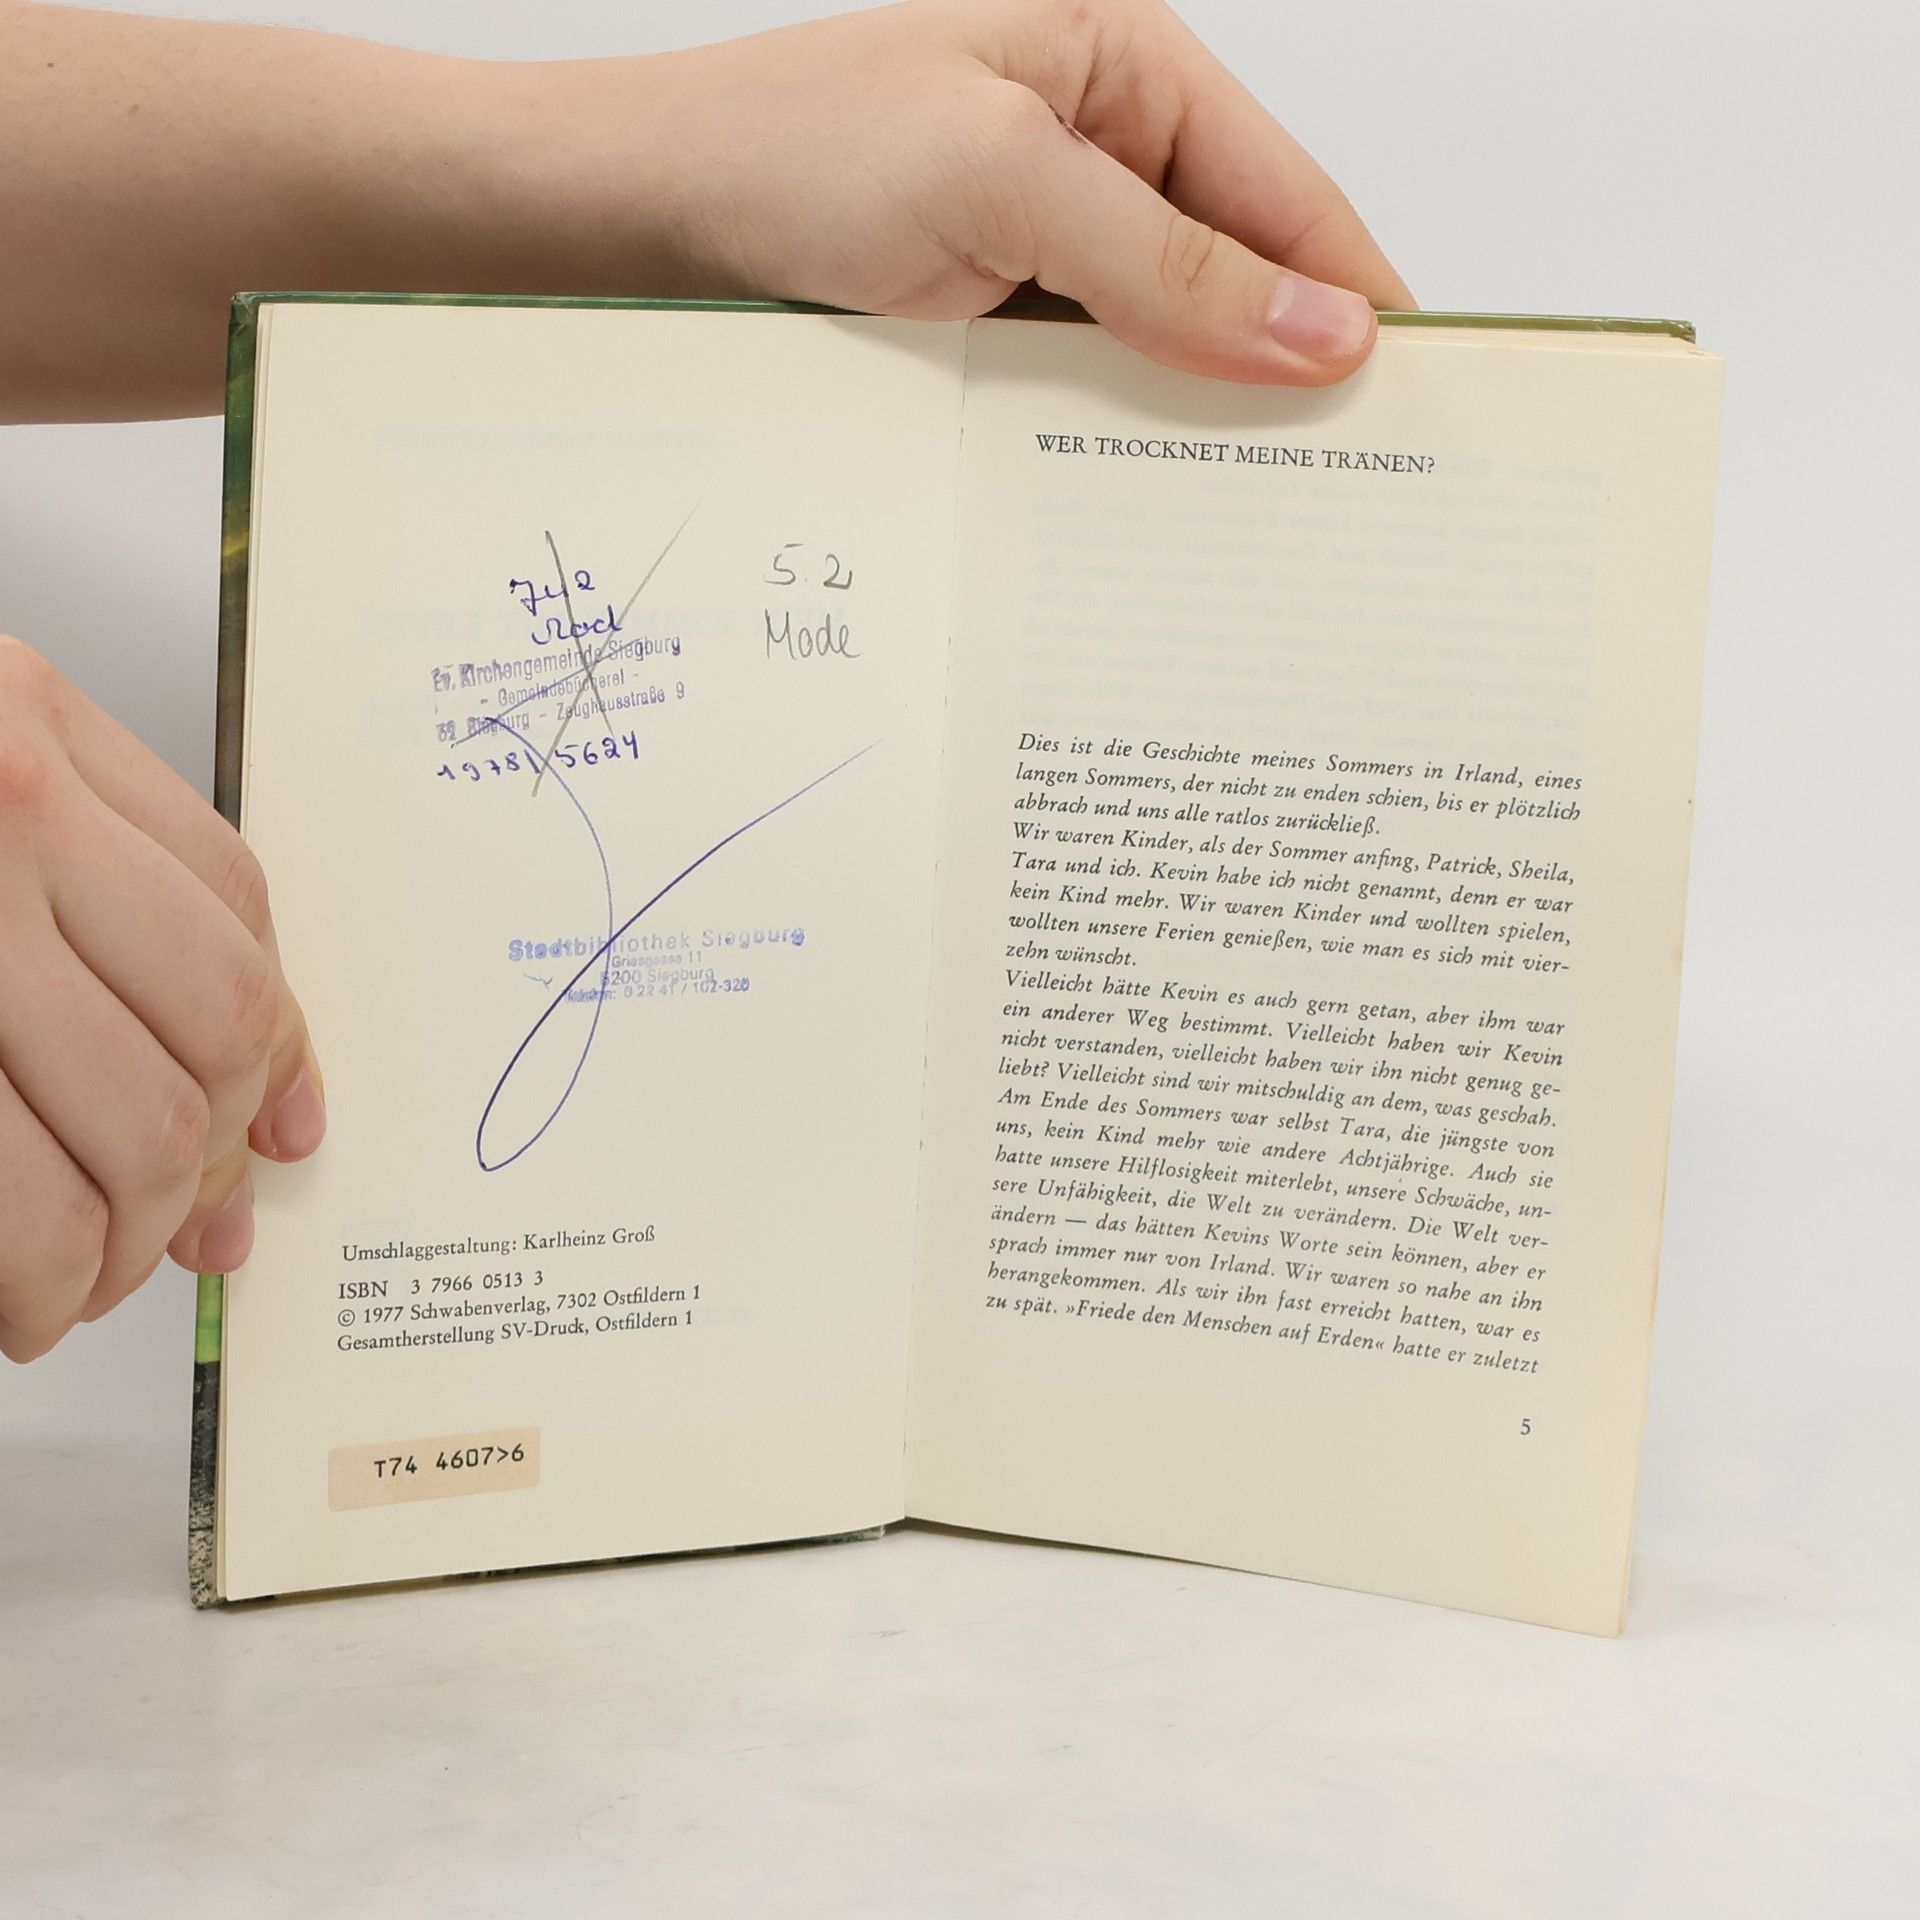 Ju 2
5.2
Mode
Ev. Kirchengemeinde Siegburg
- Gemeindebücherei -
52 Siegburg - Zeughausstraße 9
1978/ 5624
Stadtbibliothek Siegburg
Griesgasse 11
5200 Siegburg
Telefon: 0 22 41 / 102-320
Umschlaggestaltung: Karlheinz Groß
ISBN 3 7966 0513 3
© 1977 Schwabenverlag, 7302 Ostfildern 1
Gesamtherstellung SV-Druck, Ostfildern 1
T74 4607>6
WER TROCKNET MEINE TRÄNEN?
Dies ist die Geschichte meines Sommers in Irland, eines
langen Sommers, der nicht zu enden schien, bis er plötzlich
abbrach und uns alle ratlos zurückließ.
Wir waren Kinder, als der Sommer anfing, Patrick, Sheila,
Tara und ich. Kevin habe ich nicht genannt, denn er war
kein Kind mehr. Wir waren Kinder und wollten spielen,
wollten unsere Ferien genießen, wie man es sich mit vier-
zehn wünscht.
Vielleicht hätte Kevin es auch gern getan, aber ihm war
ein anderer Weg bestimmt. Vielleicht haben wir Kevin
nicht verstanden, vielleicht haben wir ihn nicht genug ge-
liebt? Vielleicht sind wir mitschuldig an dem, was geschah.
Am Ende des Sommers war selbst Tara, die jüngste von
uns, kein Kind mehr wie andere Achtjährige. Auch sie
hatte unsere Hilflosigkeit miterlebt, unsere Schwäche, un-
sere Unfähigkeit, die Welt zu verändern. Die Welt ver-
ändern — das hätten Kevins Worte sein können, aber er
sprach immer nur von Irland. Wir waren so nahe an ihn
herangekommen. Als wir ihn fast erreicht hatten, war es
zu spät. »Friede den Menschen auf Erden« hatte er zuletzt
5